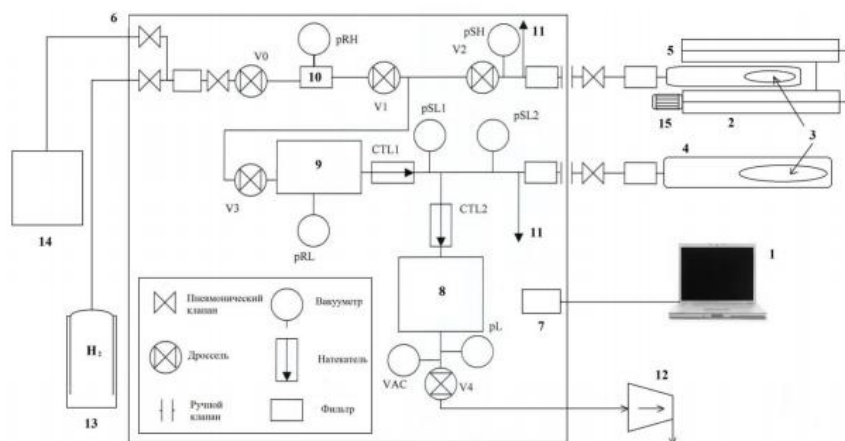 6
pRH
pSH
11
V0
V2
10
V1
5
15
2
3
pSL1
pSL2
CTL1
4
9
V3
CTL2
11
pRL
14
1
8
7
Пневмонический
клапан
Вакууметр
pL
Дроссель
Натекатель
VAC
V4
12
H₂
Ручной
клапан
Фильтр
13